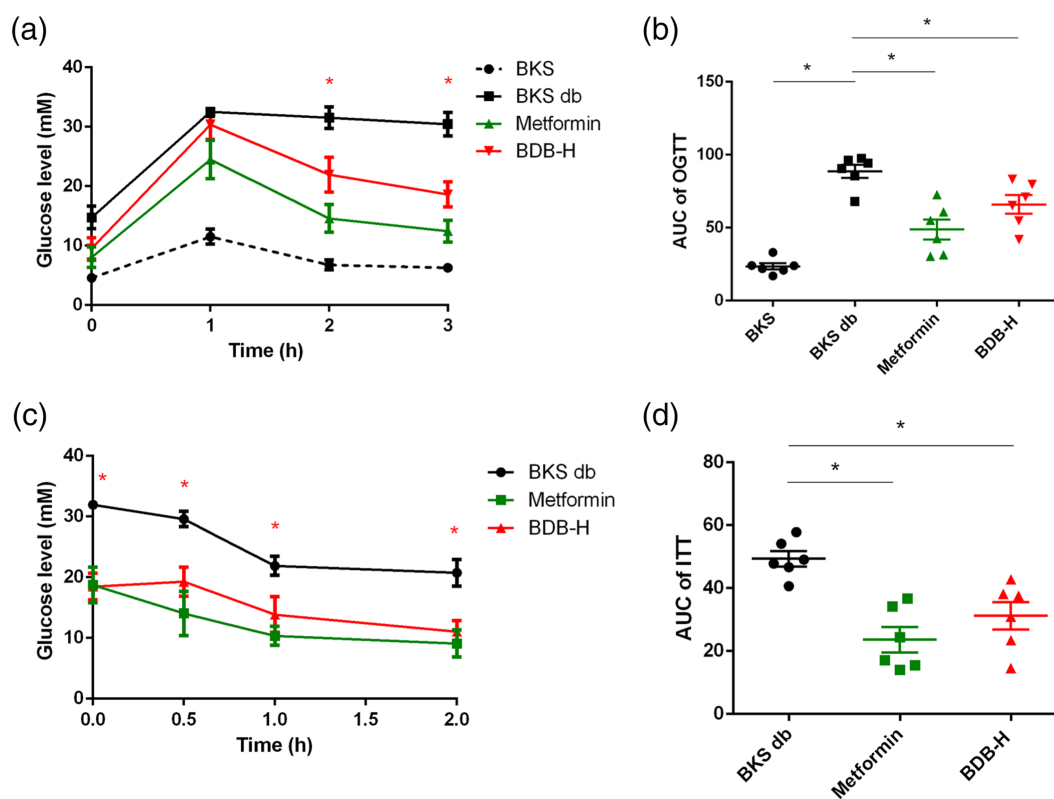 (a)
40
30
20
10
0
Glucose level (mM)
0 1 2 3
Time (h)
* *
BKS
BKS db
Metformin
BDB-H
(b)
150
100
50
0
AUC of OGTT
* * *
BKS BKS db Metformin BDB-H
(c)
40
30
20
10
0
Glucose level (mM)
0.0 0.5 1.0 1.5 2.0
Time (h)
* * * *
BKS db
Metformin
BDB-H
(d)
80
60
40
20
0
AUC of ITT
* *
BKS db Metformin BDB-H